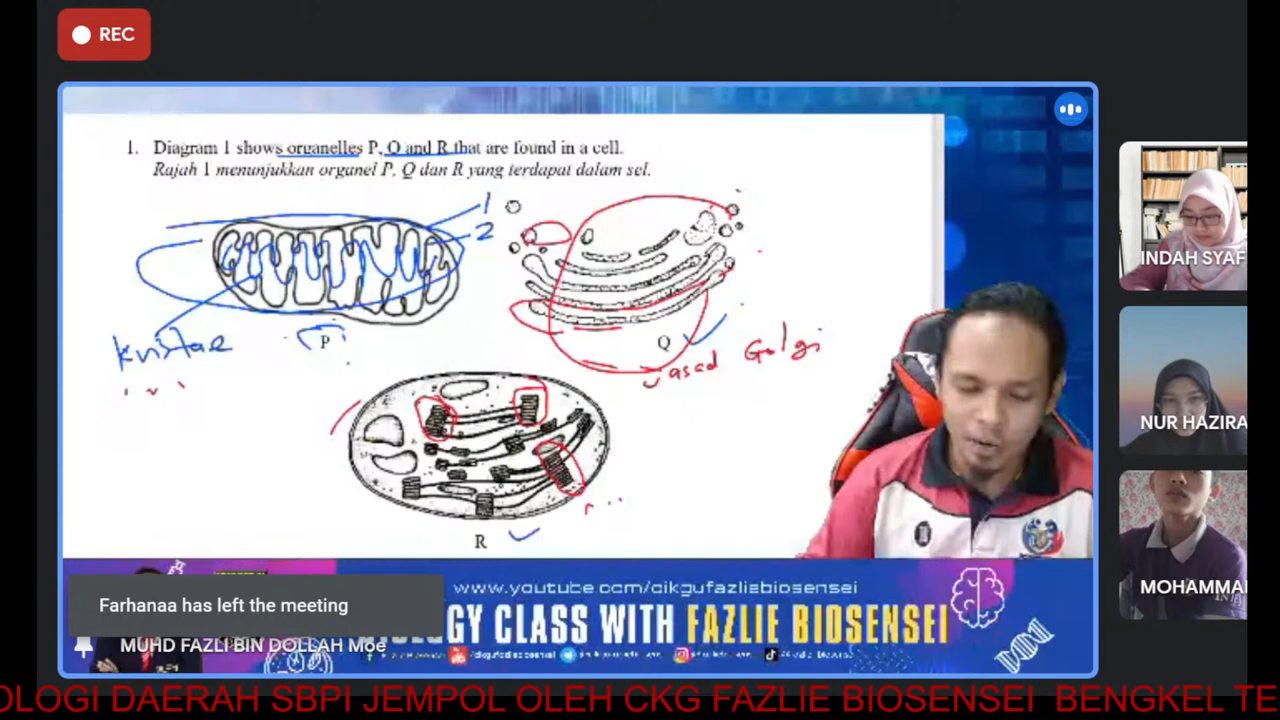 REC
1. Diagram 1 shows organelles P, Q and R that are found in a cell.
Rajah 1 menunjukkan organel P, Q dan R yang terdapat dalam sel.
1
2
kristae
P
Q
Jasad Golgi
R
INDAH SYAF
NUR HAZIRA
MOHAMMA
www.youtube.com/cikgufazliebiosensei
GY CLASS WITH FAZLIE BIOSENSEI
Farhanaa has left the meeting
MUHD FAZLI BIN DOLLAH Moe
OLOGI DAERAH SBPI JEMPOL OLEH CKG FAZLIE BIOSENSEI BENGKEL TE